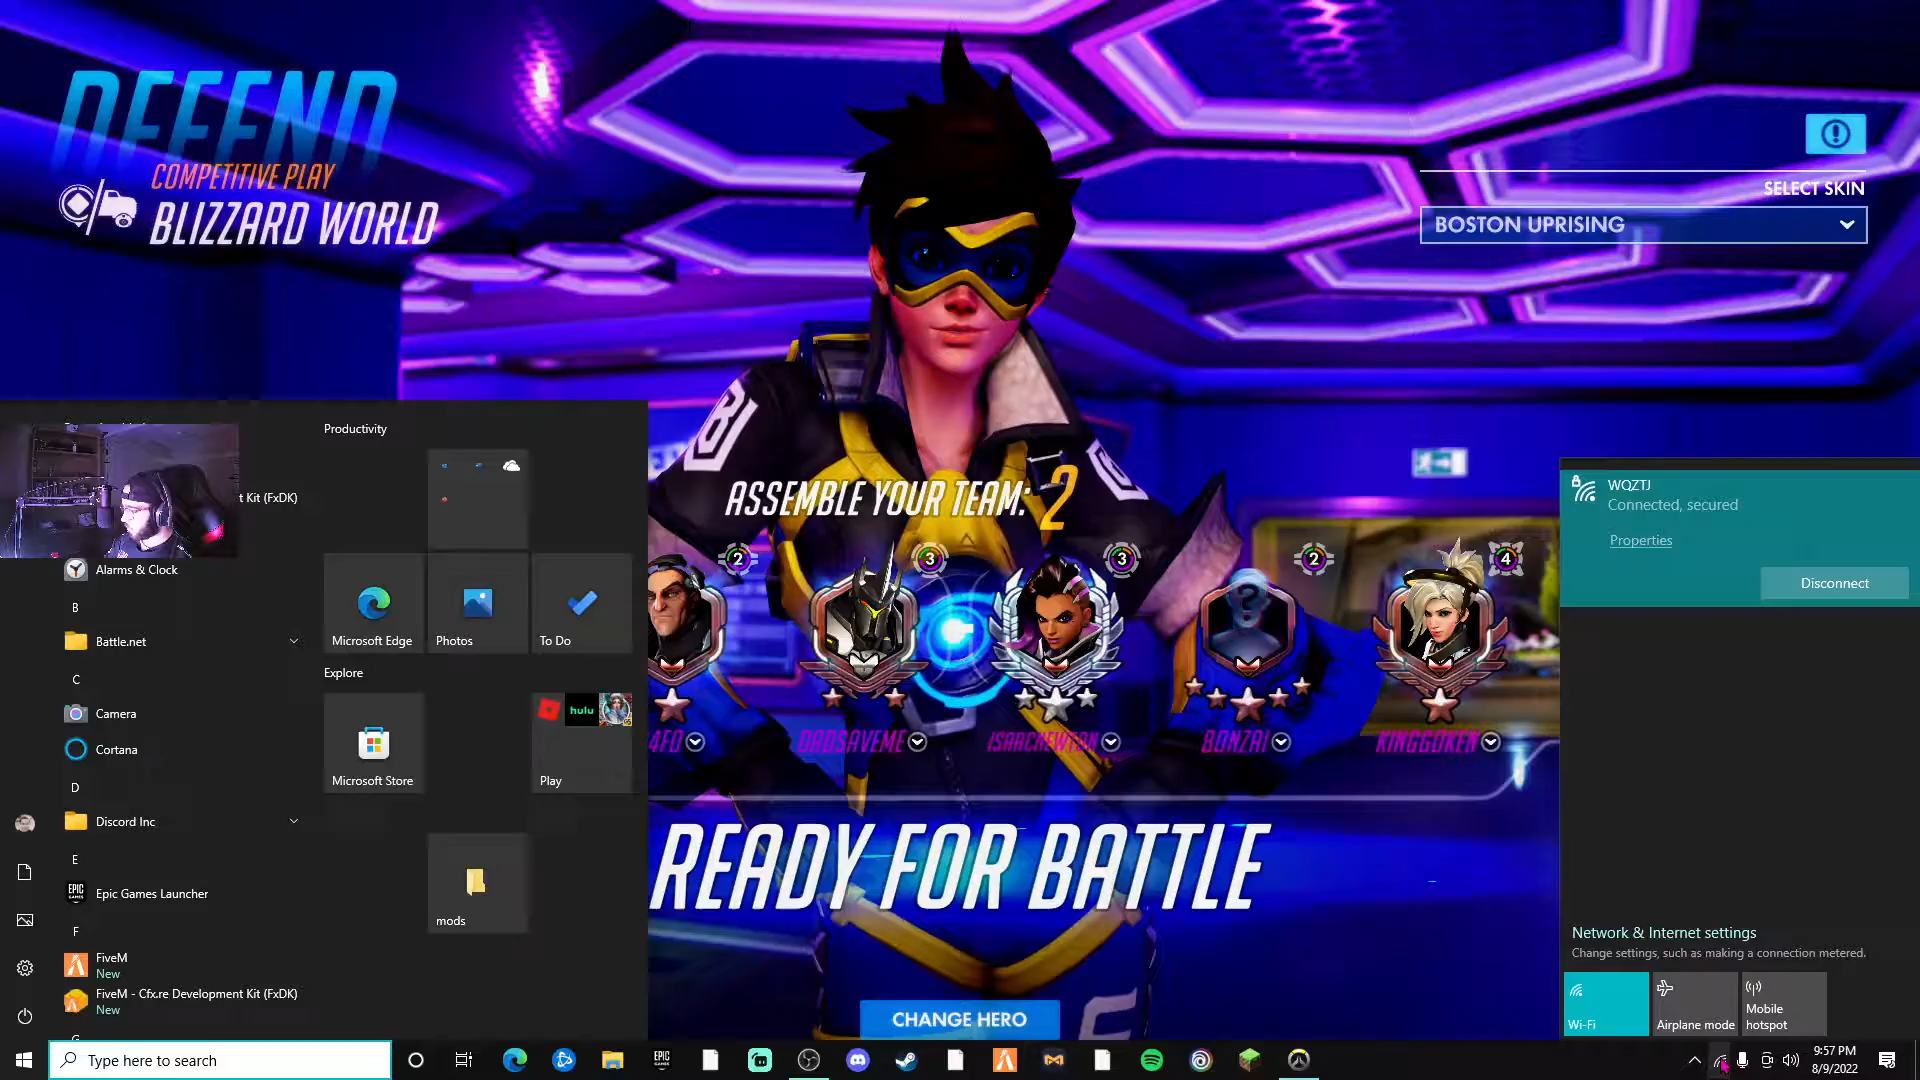 DEFEND
COMPETITIVE PLAY
BLIZZARD WORLD
SELECT SKIN
BOSTON UPRISING
ASSEMBLE YOUR TEAM: 2
2
3
3
2
4
DADSAVEME
ISAACNEWTON
BONZAI
KINGGOKEN
READY FOR BATTLE
CHANGE HERO
t Kit (FxDK)
Alarms & Clock
B
Battle.net
C
Camera
Cortana
D
Discord Inc
E
Epic Games Launcher
F
FiveM
New
FiveM - Cfx.re Development Kit (FxDK)
New
Productivity
Microsoft Edge
Photos
To Do
Explore
Microsoft Store
hulu
Play
mods
WQZTJ
Connected, secured
Properties
Disconnect
Network & Internet settings
Change settings, such as making a connection metered.
Wi-Fi
Airplane mode
Mobile hotspot
Type here to search
EPIC GAMES
9:57 PM
8/9/2022